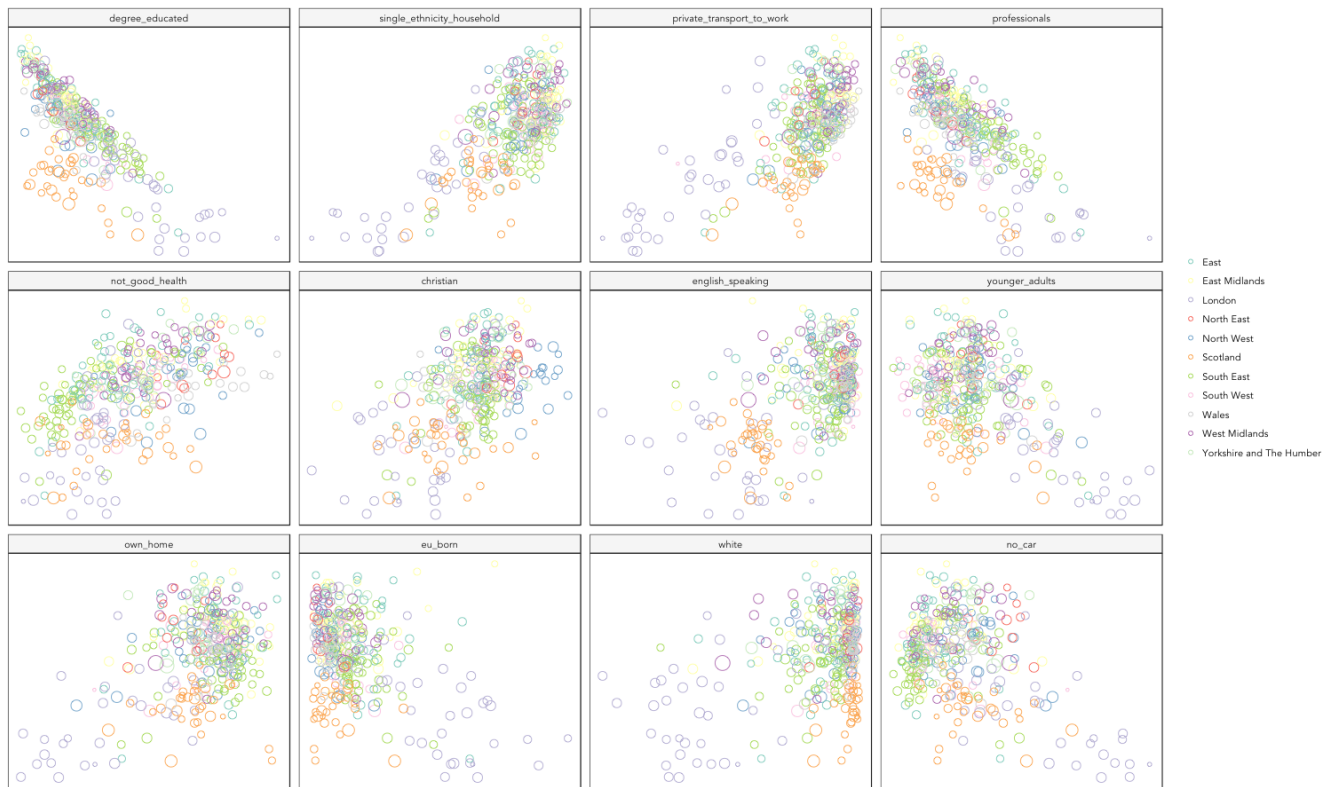 degree_educated
single_ethnicity_household
private_transport_to_work
professionals
not_good_health
christian
english_speaking
younger_adults
own_home
eu_born
white
no_car
East
East Midlands
London
North East
North West
Scotland
South East
South West
Wales
West Midlands
Yorkshire and The Humber